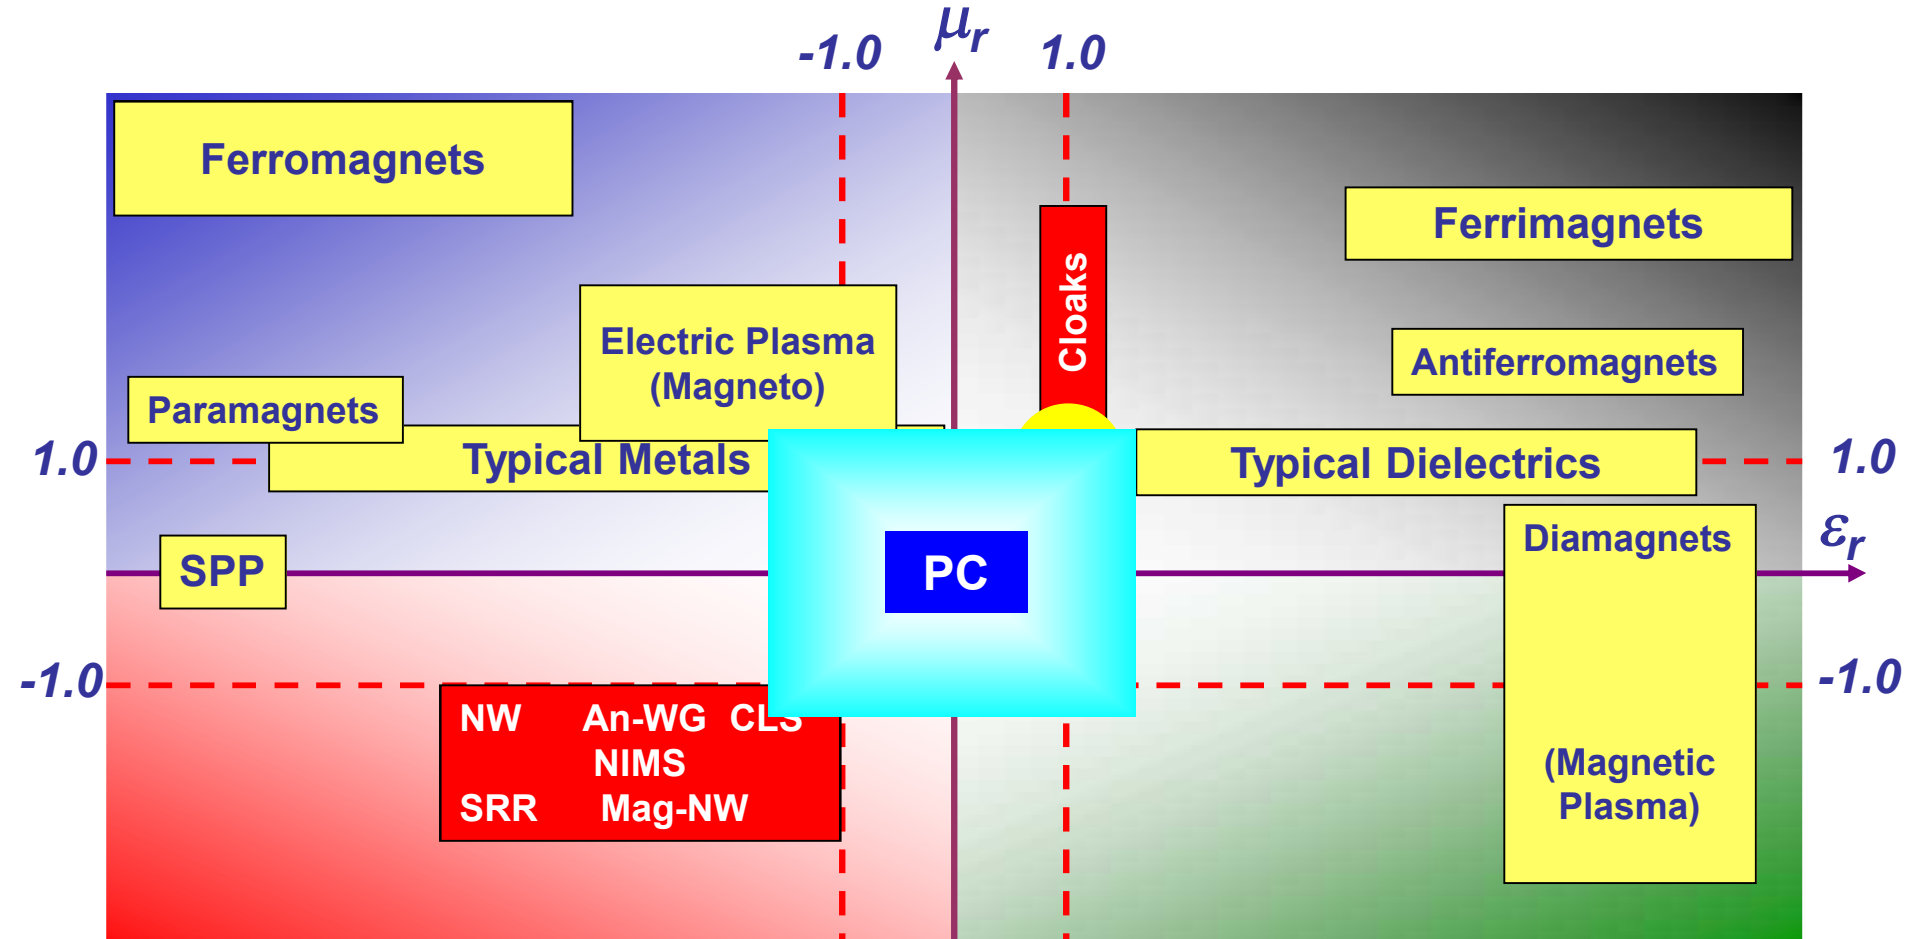 μr
-1.0
1.0
Ferromagnets
Ferrimagnets
Cloaks
Electric Plasma
(Magneto)
Antiferromagnets
Paramagnets
1.0
Typical Metals
Typical Dielectrics
1.0
εr
SPP
PC
Diamagnets
(Magnetic
Plasma)
-1.0
-1.0
NW An-WG CLS
NIMS
SRR Mag-NW